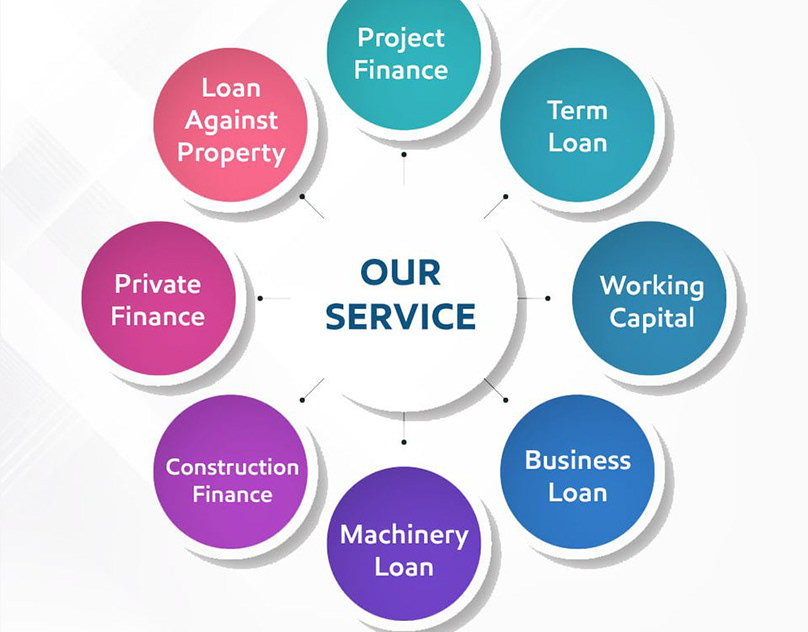 Project
Finance
Term
Loan
Working
Capital
Business
Loan
Machinery
Loan
Construction
Finance
Private
Finance
Loan
Against
Property
OUR
SERVICE